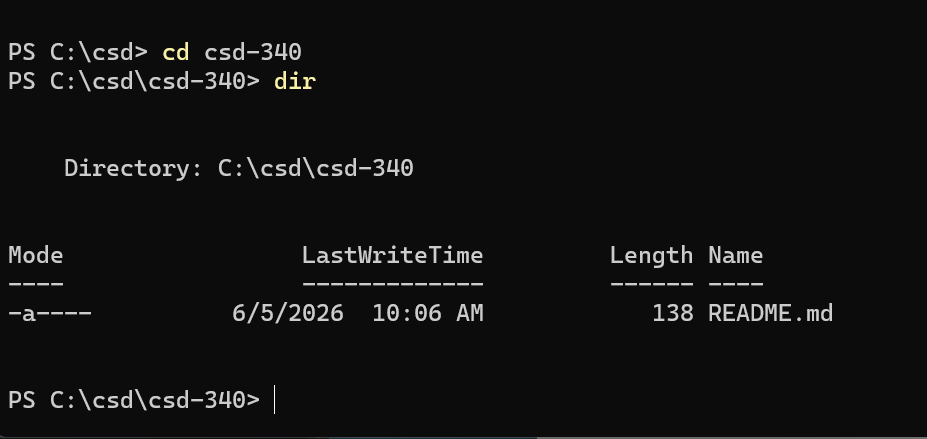 PS C:\csd> cd csd-340
PS C:\csd\csd-340> dir
Directory: C:\csd\csd-340
Mode LastWriteTime Length Name
---- ------------- ------ ----
-a---- 6/5/2026 10:06 AM 138 README.md
PS C:\csd\csd-340>